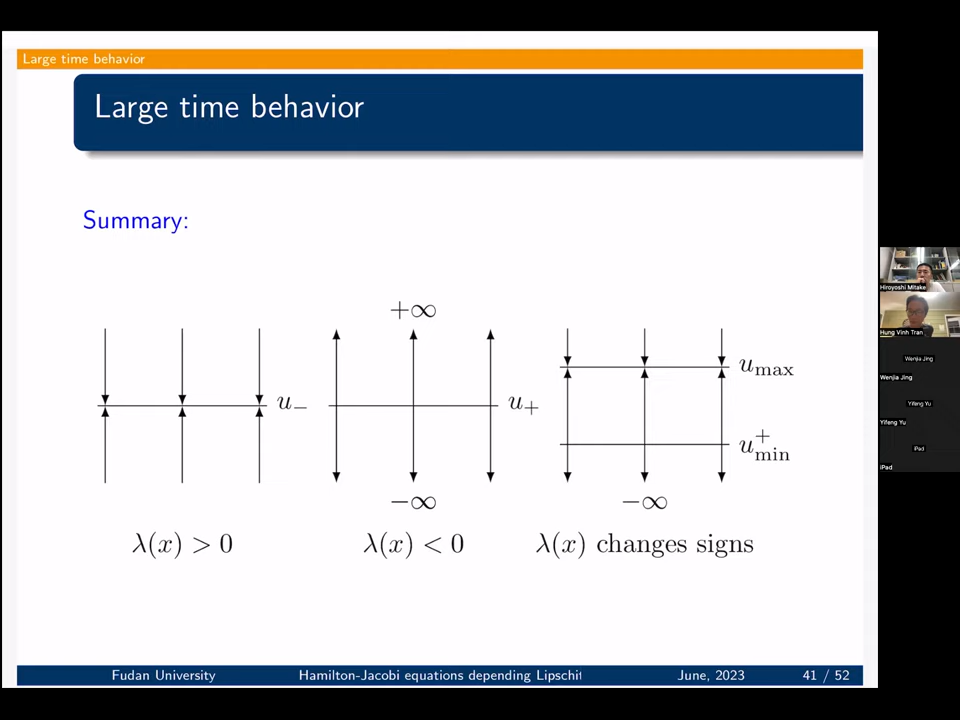 Large time behavior
Large time behavior
Summary:
+∞
u_max
u_−
u_+
u_min^+
−∞
−∞
λ(x) > 0
λ(x) < 0
λ(x) changes signs
Fudan University
Hamilton-Jacobi equations depending Lipschit
June, 2023
41 / 52
Hiroyoshi Mitake
Hung Vinh Tran
Wenjia Jing
Wenjia Jing
Yifeng Yu
Yifeng Yu
iPad
iPad